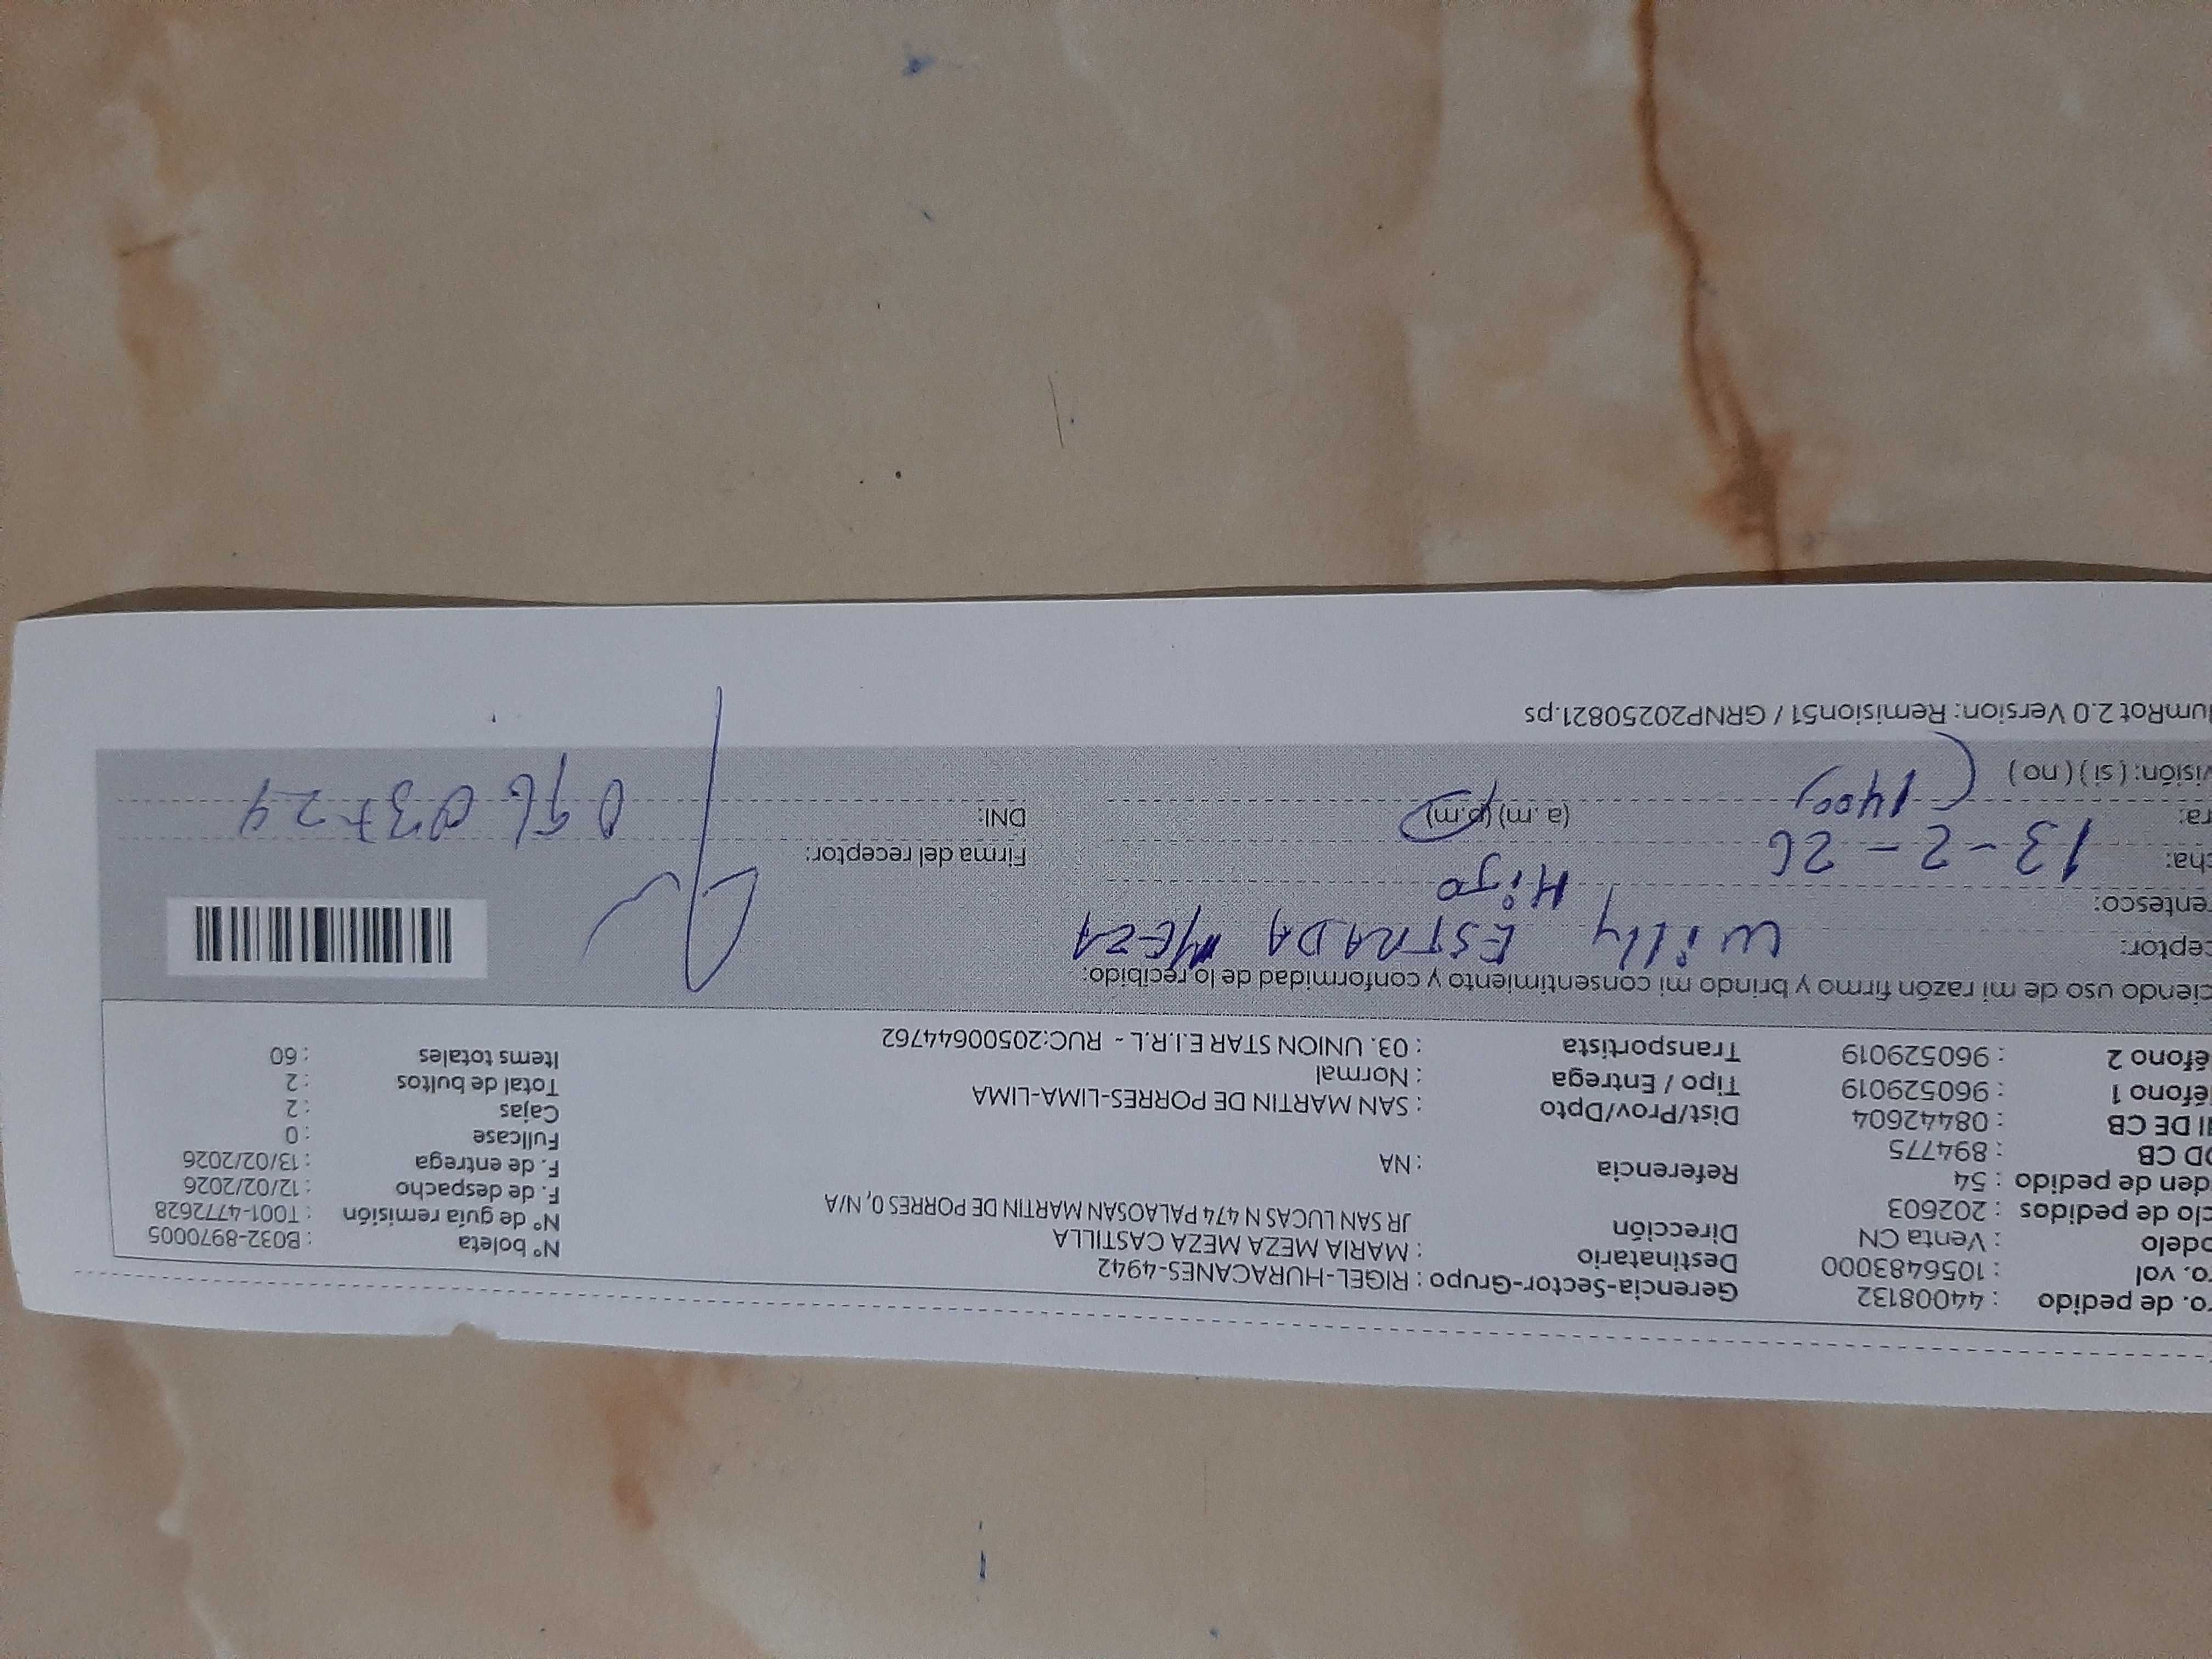 ro. de pedido : 44008132
ro. vol : 1056483000
odelo : Venta CN
clo de pedidos : 202603
den de pedido : 54
OD CB : 894775
II DE CB : 08442604
léfono 1 : 960529019
léfono 2 : 960529019
Gerencia-Sector-Grupo : RIGEL-HURACANES-4942
Destinatario : MARIA MEZA MEZA CASTILLA
Dirección JR SAN LUCAS N 474 PALAOSAN MARTIN DE PORRES 0, N/A
Referencia : NA
Dist/Prov/Dpto : SAN MARTIN DE PORRES-LIMA-LIMA
Tipo / Entrega : Normal
Transportista : 03. UNION STAR E.I.R.L - RUC:20500644762
N° boleta : B032-8970005
N° de guía remisión : T001-4772628
F. de despacho : 12/02/2026
F. de entrega : 13/02/2026
Fullcase : 0
Cajas : 2
Total de bultos : 2
Items totales : 60
ciendo uso de mi razón firmo y brindo mi consentimiento y conformidad de lo recibido:
ceptor: Willy ESTRADA MEZA
entesco: Hijo
cha: 13-2-26
Firma del receptor:
ra: 1400 (a.m) (p.m)
DNI:
visión: ( si ) ( no )
umRot 2.0 Version: Remision51 / GRNP20250821.ps